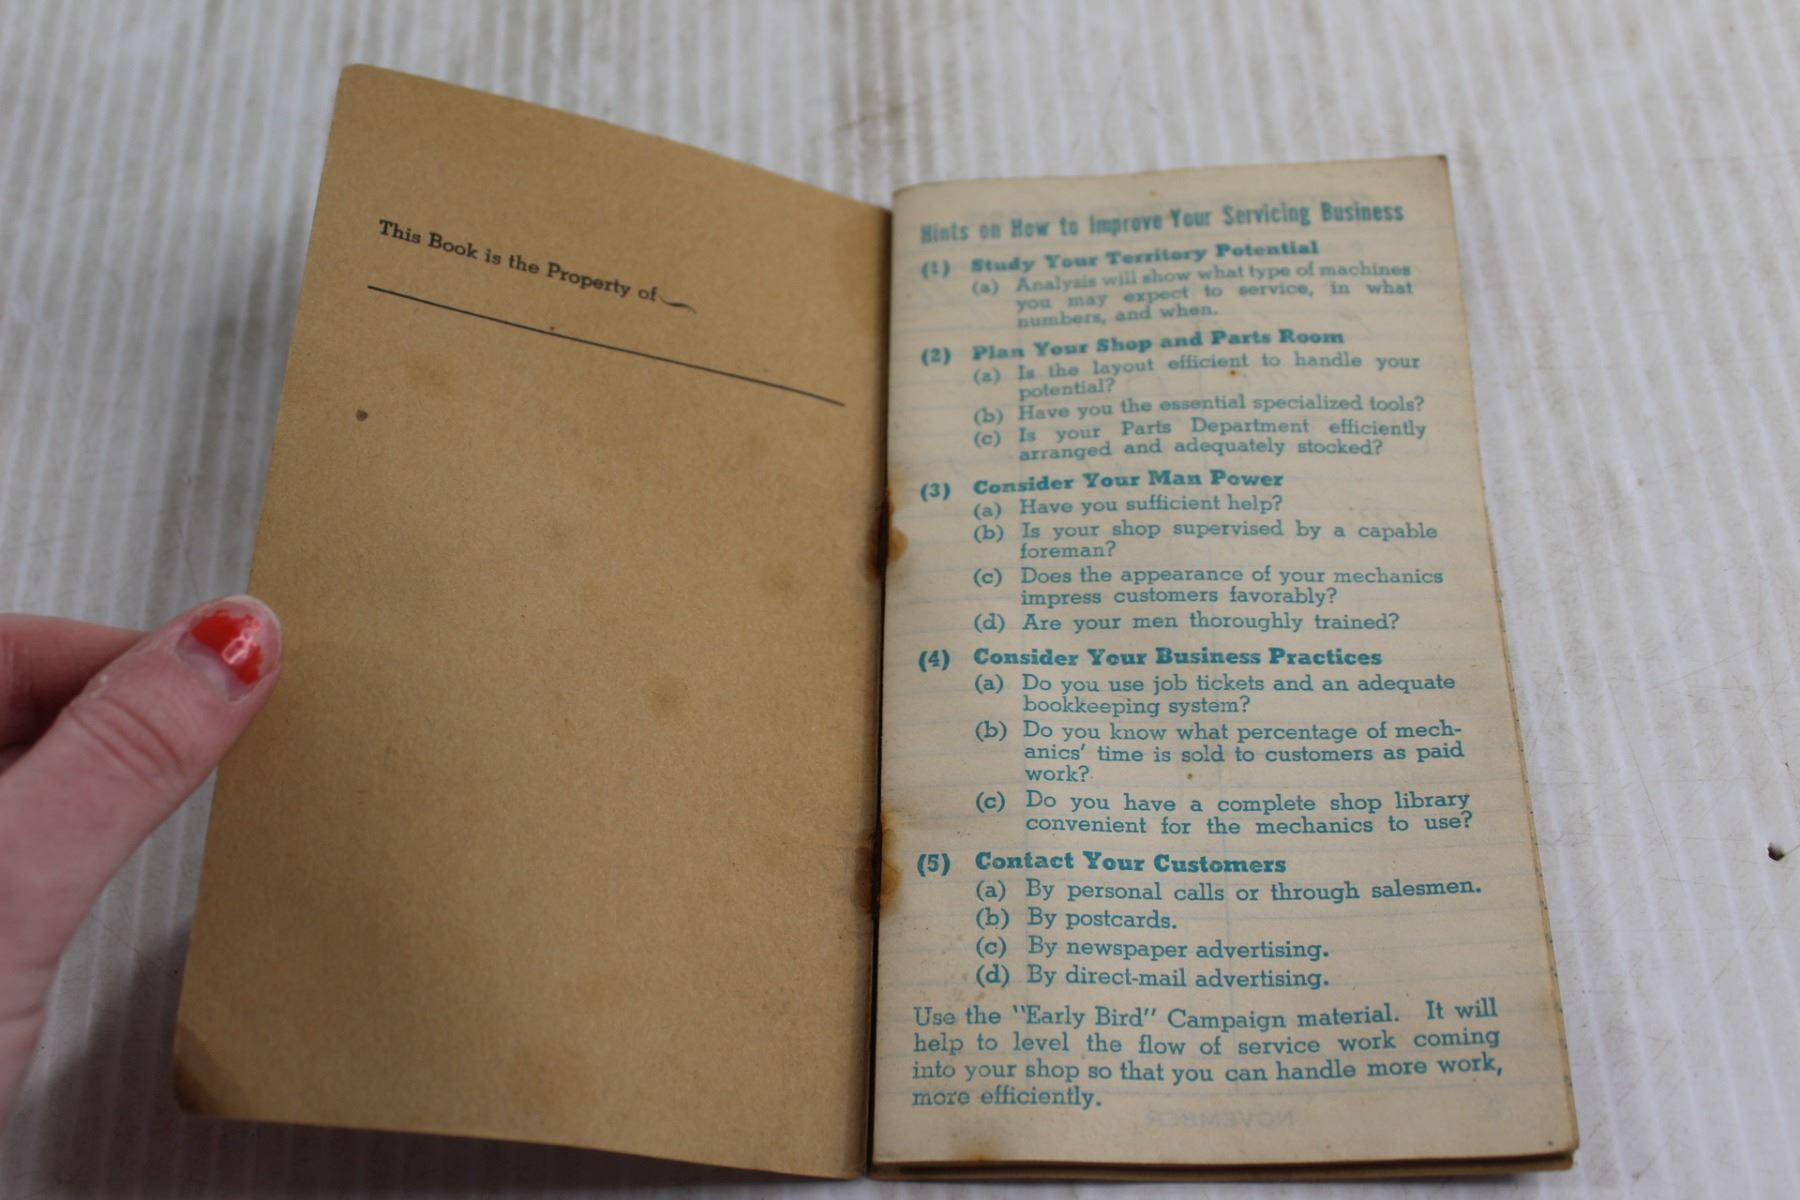 This Book is the Property of
Hints on How to Improve Your Servicing Business
(1) Study Your Territory Potential
(a) Analysis will show what type of machines
you may expect to service, in what
numbers, and when.
(2) Plan Your Shop and Parts Room
(a) Is the layout efficient to handle your
potential?
(b) Have you the essential specialized tools?
(c) Is your Parts Department efficiently
arranged and adequately stocked?
(3) Consider Your Man Power
(a) Have you sufficient help?
(b) Is your shop supervised by a capable
foreman?
(c) Does the appearance of your mechanics
impress customers favorably?
(d) Are your men thoroughly trained?
(4) Consider Your Business Practices
(a) Do you use job tickets and an adequate
bookkeeping system?
(b) Do you know what percentage of mech-
anics' time is sold to customers as paid
work?
(c) Do you have a complete shop library
convenient for the mechanics to use?
(5) Contact Your Customers
(a) By personal calls or through salesmen.
(b) By postcards.
(c) By newspaper advertising.
(d) By direct-mail advertising.
Use the "Early Bird" Campaign material. It will
help to level the flow of service work coming
into your shop so that you can handle more work,
more efficiently.
NOVEMBER